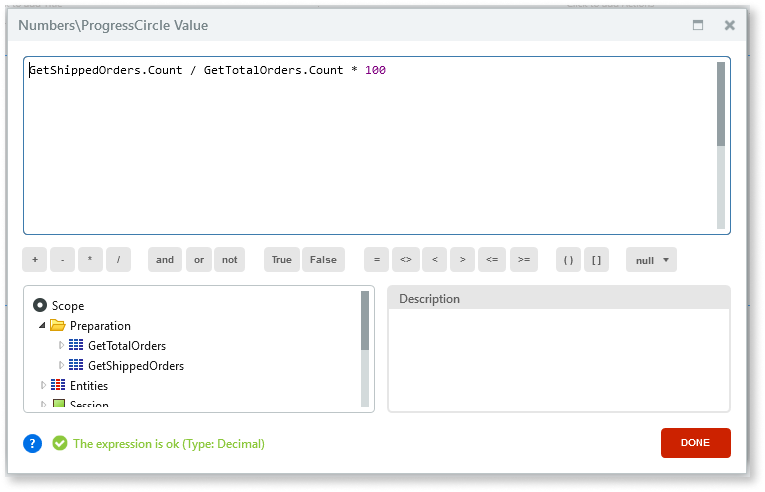 Numbers\ProgressCircle Value
GetShippedOrders.Count / GetTotalOrders.Count * 100
+ - * / and or not True False = <> < > <= >= ( ) [ ] null
Scope
Preparation
GetTotalOrders
GetShippedOrders
Entities
Session
Description
? The expression is ok (Type: Decimal)
DONE